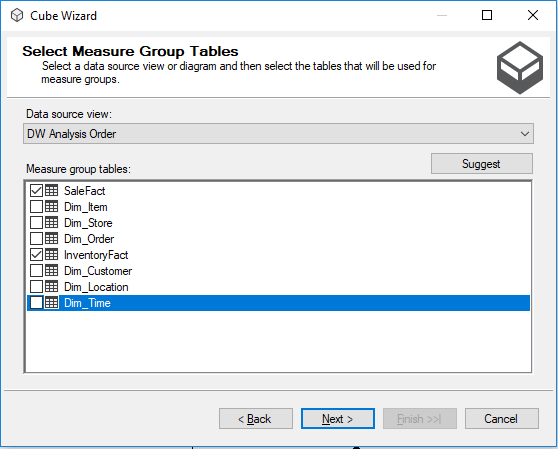 Cube Wizard
Select Measure Group Tables
Select a data source view or diagram and then select the tables that will be used for
measure groups.
Data source view:
DW Analysis Order
Measure group tables:
Suggest
SaleFact
Dim_Item
Dim_Store
Dim_Order
InventoryFact
Dim_Customer
Dim_Location
Dim_Time
< Back
Next >
Finish >>|
Cancel